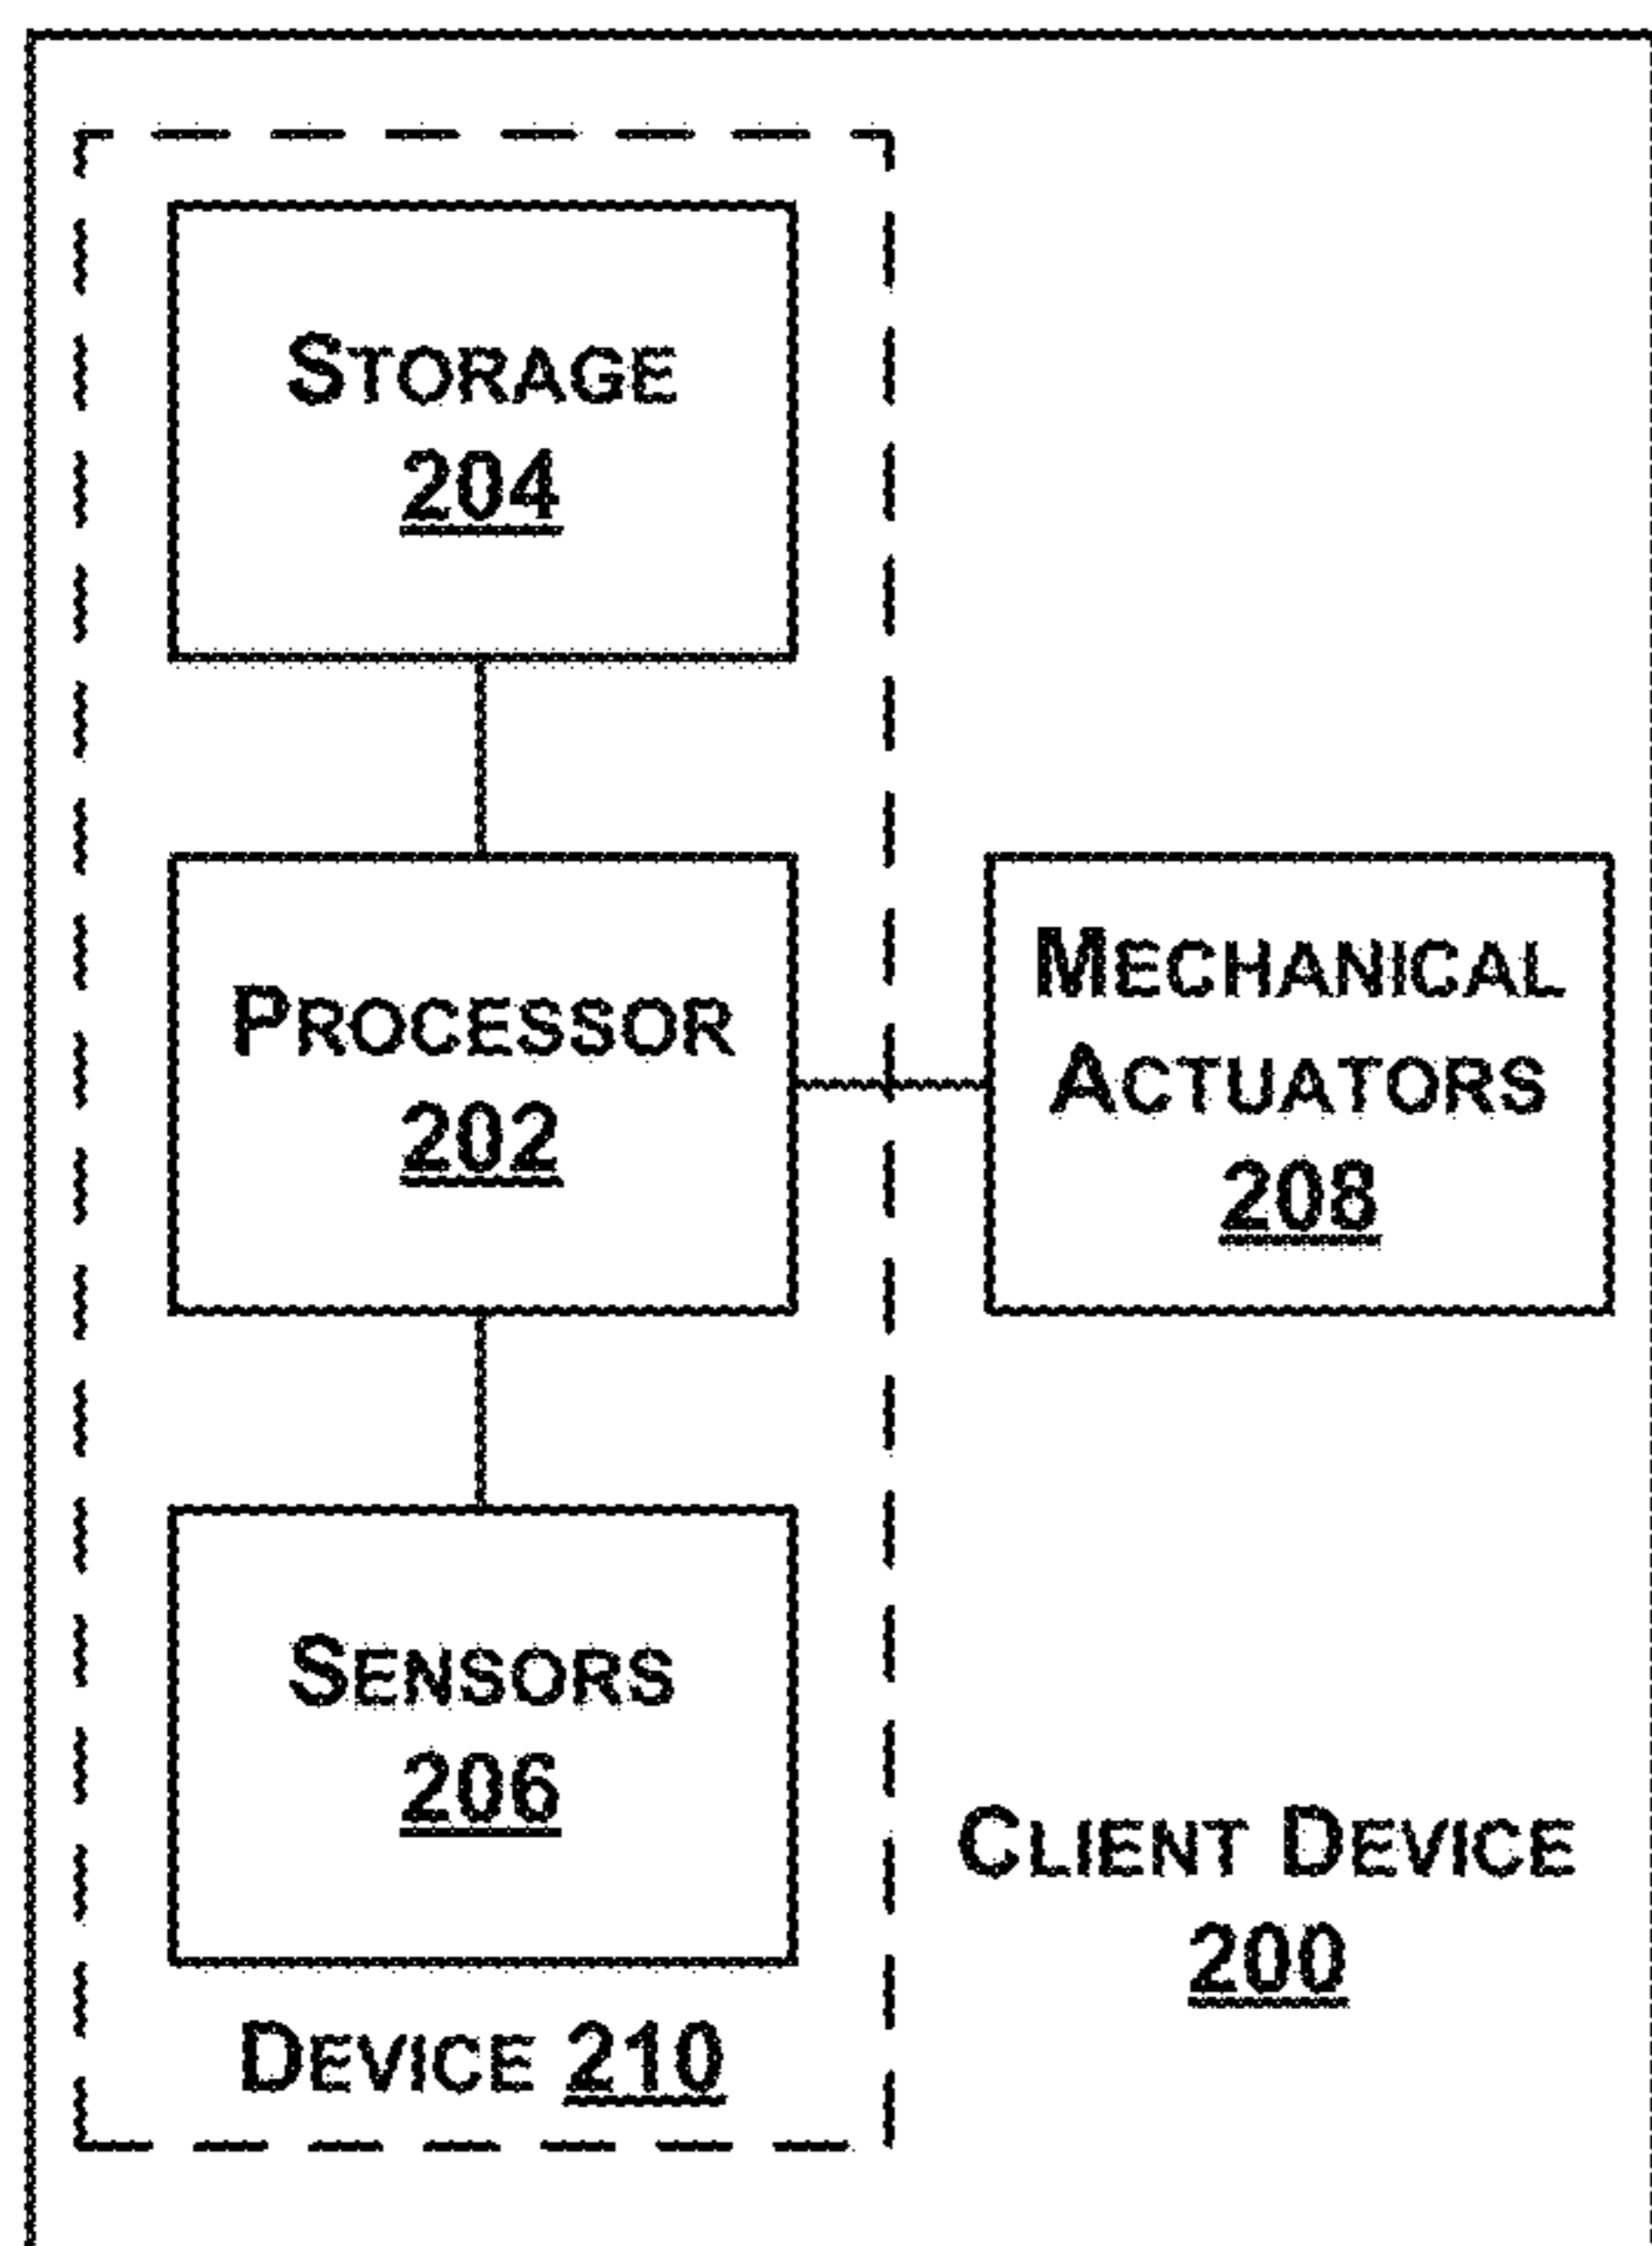 STORAGE
204
PROCESSOR
202
MECHANICAL
ACTUATORS
208
SENSORS
206
CLIENT DEVICE
200
DEVICE 210